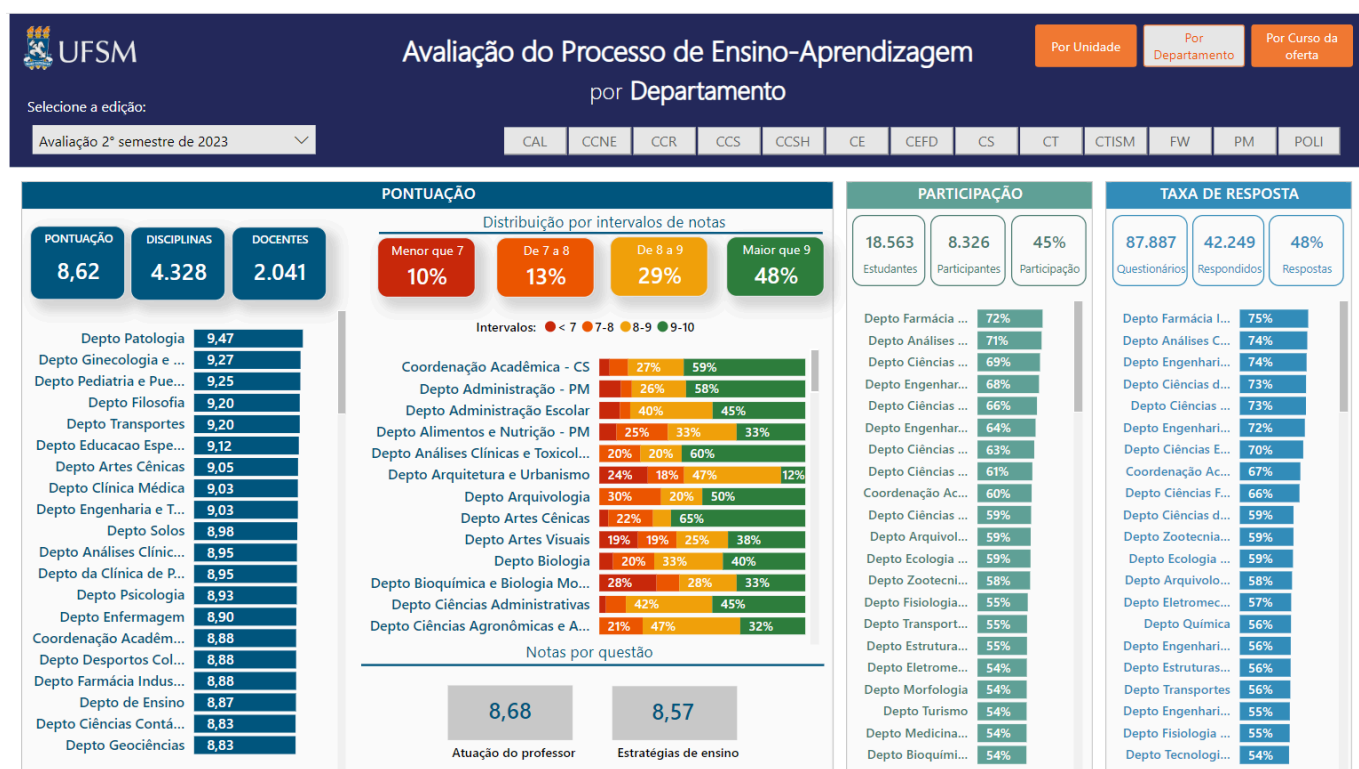 UFSM
Avaliação do Processo de Ensino-Aprendizagem
por Departamento
Por Unidade
Por Departamento
Por Curso da oferta
Selecione a edição:
Avaliação 2° semestre de 2023
CAL CCNE CCR CCS CCSH CE CEFD CS CT CTISM FW PM POLI
PONTUAÇÃO
PONTUAÇÃO 8,62
DISCIPLINAS 4.328
DOCENTES 2.041
Depto Patologia 9,47
Depto Ginecologia e ... 9,27
Depto Pediatria e Pue... 9,25
Depto Filosofia 9,20
Depto Transportes 9,20
Depto Educacao Espe... 9,12
Depto Artes Cênicas 9,05
Depto Clínica Médica 9,03
Depto Engenharia e T... 9,03
Depto Solos 8,98
Depto Análises Clínic... 8,95
Depto da Clínica de P... 8,95
Depto Psicologia 8,93
Depto Enfermagem 8,90
Coordenação Acadêm... 8,88
Depto Desportos Col... 8,88
Depto Farmácia Indus... 8,88
Depto de Ensino 8,87
Depto Ciências Contá... 8,83
Depto Geociências 8,83
Distribuição por intervalos de notas
Menor que 7 10%
De 7 a 8 13%
De 8 a 9 29%
Maior que 9 48%
Intervalos: < 7 7-8 8-9 9-10
Coordenação Acadêmica - CS 27% 59%
Depto Administração - PM 26% 58%
Depto Administração Escolar 40% 45%
Depto Alimentos e Nutrição - PM 25% 33% 33%
Depto Análises Clínicas e Toxicol... 20% 20% 60%
Depto Arquitetura e Urbanismo 24% 18% 47% 12%
Depto Arquivologia 30% 20% 50%
Depto Artes Cênicas 22% 65%
Depto Artes Visuais 19% 19% 25% 38%
Depto Biologia 20% 33% 40%
Depto Bioquímica e Biologia Mo... 28% 28% 33%
Depto Ciências Administrativas 42% 45%
Depto Ciências Agronômicas e A... 21% 47% 32%
Notas por questão
8,68
Atuação do professor
8,57
Estratégias de ensino
PARTICIPAÇÃO
18.563 Estudantes
8.326 Participantes
45% Participação
Depto Farmácia ... 72%
Depto Análises ... 71%
Depto Ciências ... 69%
Depto Engenhar... 68%
Depto Ciências ... 66%
Depto Engenhar... 64%
Depto Ciências ... 63%
Depto Ciências ... 61%
Coordenação Ac... 60%
Depto Ciências ... 59%
Depto Arquivol... 59%
Depto Ecologia ... 59%
Depto Zootecni... 58%
Depto Fisiologia... 55%
Depto Transport... 55%
Depto Estrutura... 55%
Depto Eletrome... 54%
Depto Morfologia 54%
Depto Turismo 54%
Depto Medicina... 54%
Depto Bioquími... 54%
TAXA DE RESPOSTA
87.887 Questionários
42.249 Respondidos
48% Respostas
Depto Farmácia I... 75%
Depto Análises C... 74%
Depto Engenhari... 74%
Depto Ciências d... 73%
Depto Ciências ... 73%
Depto Engenhari... 72%
Depto Ciências E... 70%
Coordenação Ac... 67%
Depto Ciências F... 66%
Depto Ciências d... 59%
Depto Zootecnia... 59%
Depto Ecologia ... 59%
Depto Arquivolo... 58%
Depto Eletromec... 57%
Depto Química 56%
Depto Engenhari... 56%
Depto Estruturas... 56%
Depto Transportes 56%
Depto Engenhari... 55%
Depto Fisiologia ... 55%
Depto Tecnologi... 54%